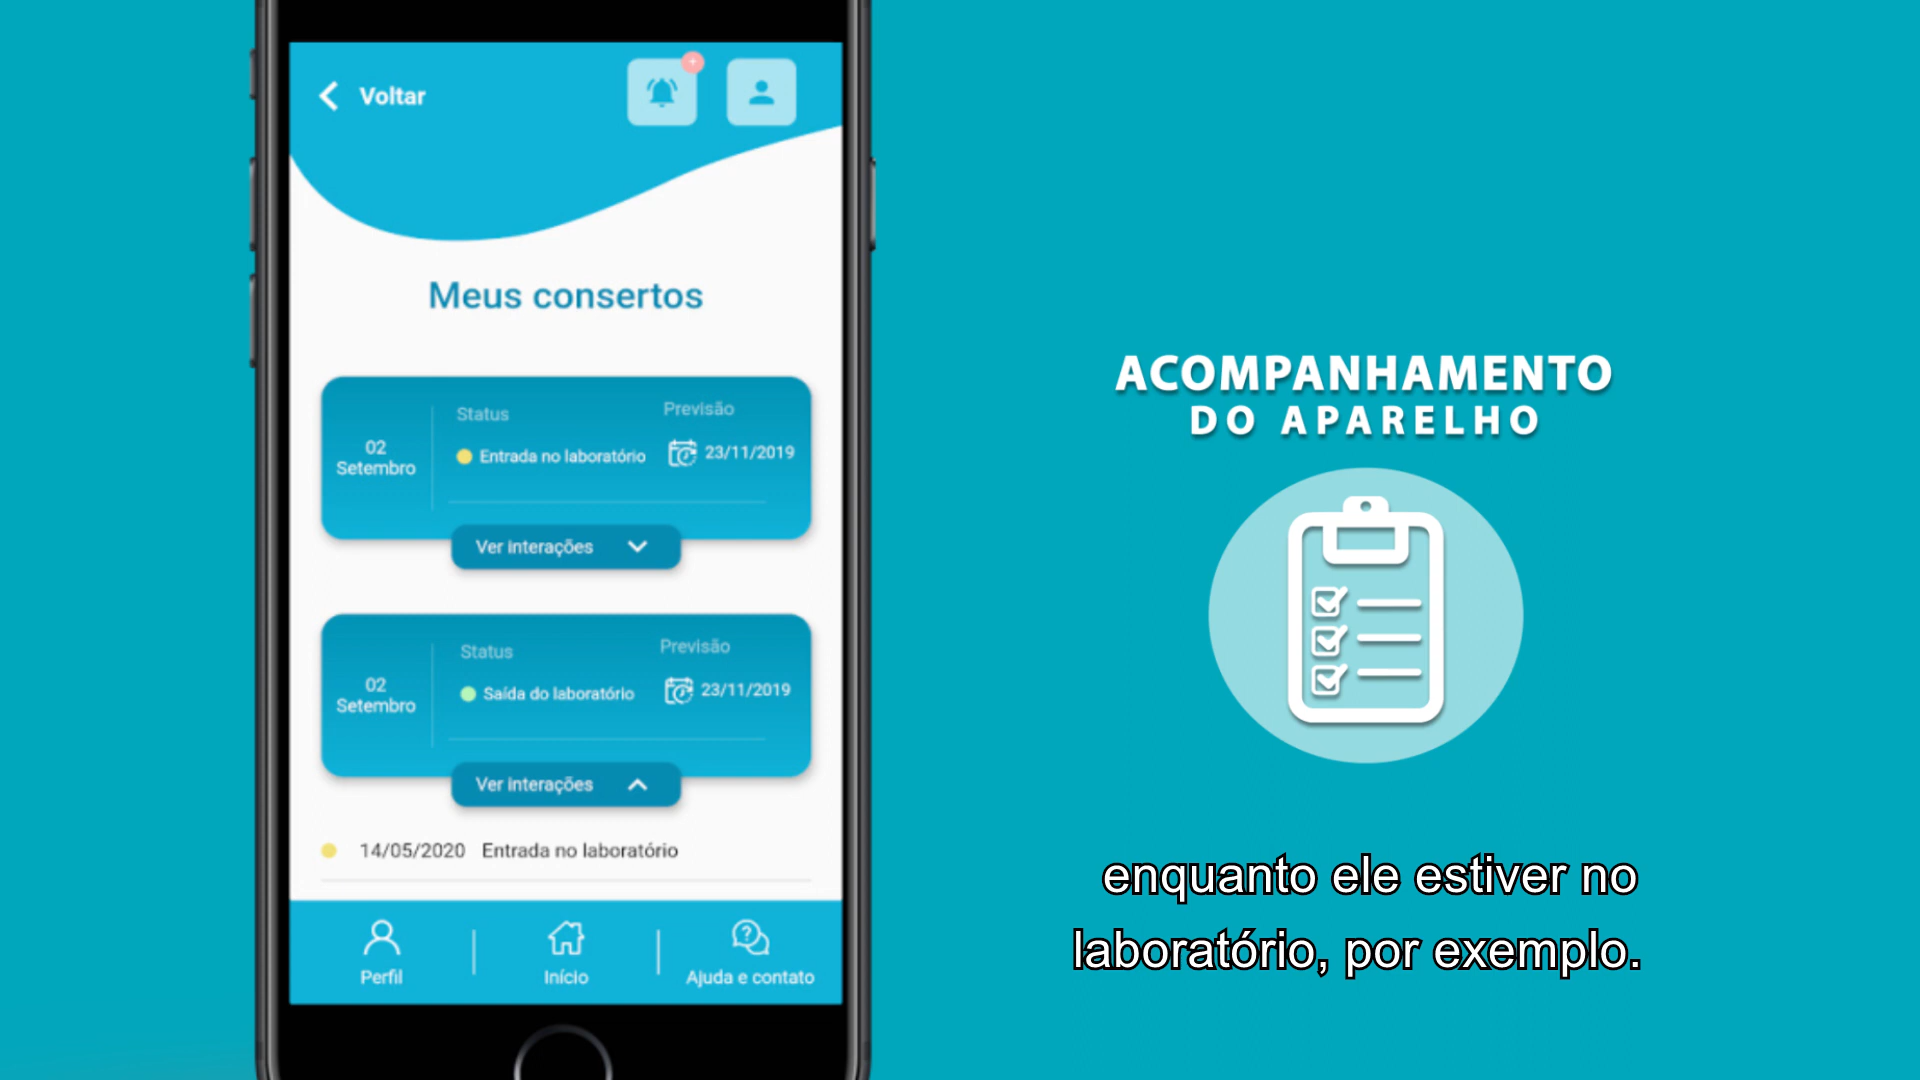 Voltar
Meus consertos
02
Setembro
Status
Entrada no laboratório
Previsão
23/11/2019
Ver interações
02
Setembro
Status
Saída do laboratório
Previsão
23/11/2019
Ver interações
14/05/2020 Entrada no laboratório
Perfil
Início
Ajuda e contato
ACOMPANHAMENTO
DO APARELHO
enquanto ele estiver no
laboratório, por exemplo.